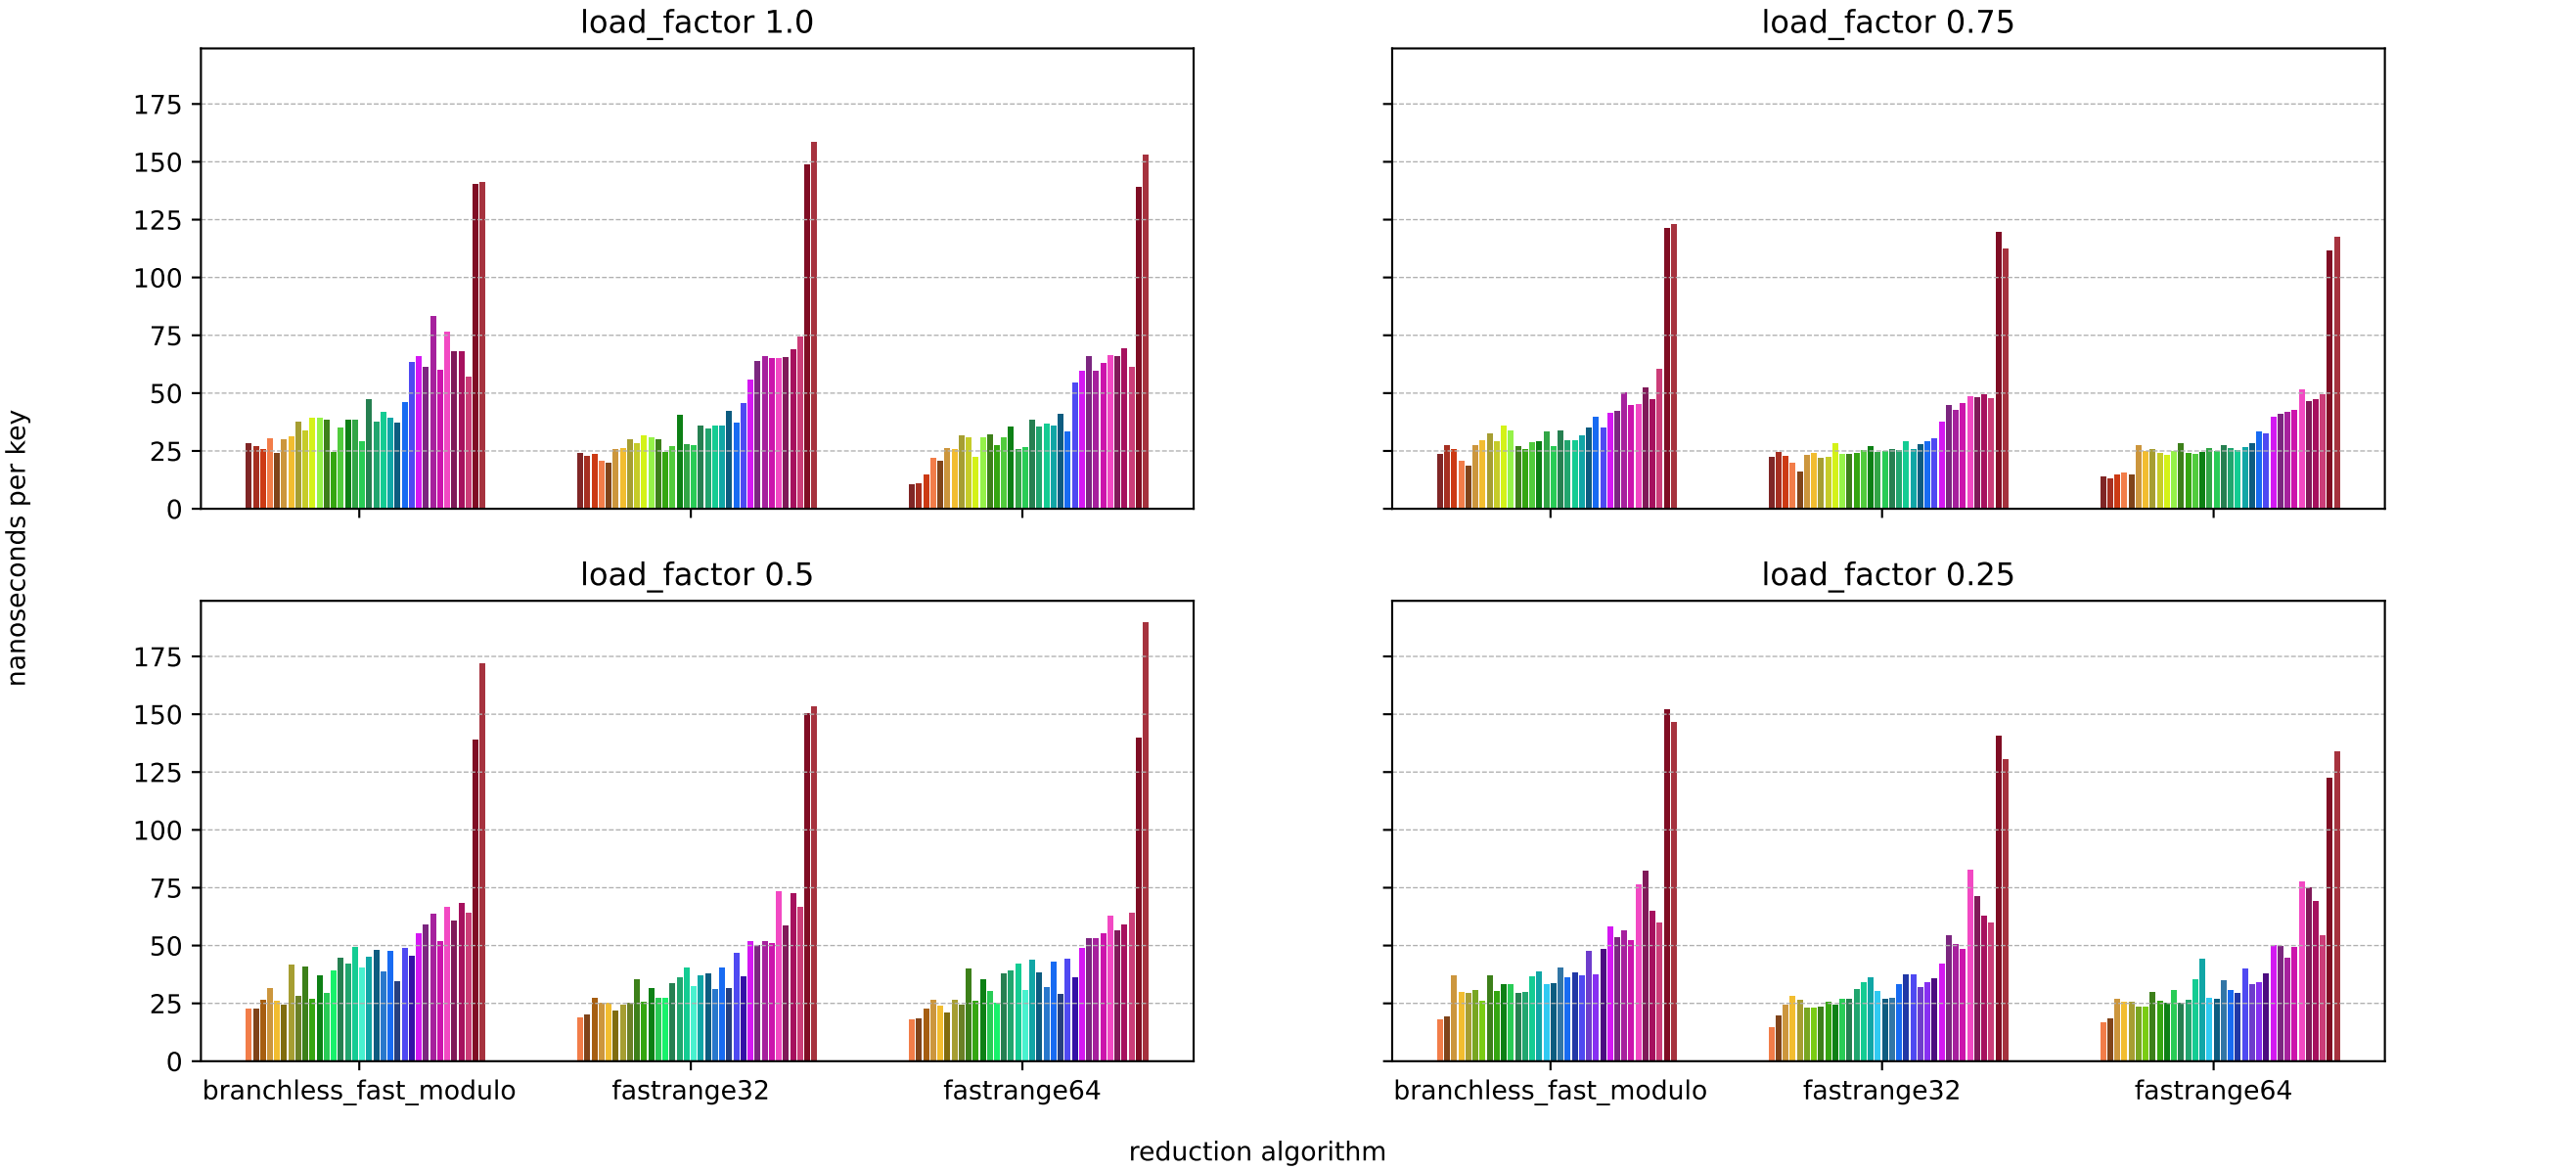 load_factor 1.0
load_factor 0.75
175
150
125
100
75
50
25
0
nanoseconds per key
load_factor 0.5
load_factor 0.25
175
150
125
100
75
50
25
0
branchless_fast_modulo fastrange32 fastrange64
branchless_fast_modulo fastrange32 fastrange64
reduction algorithm